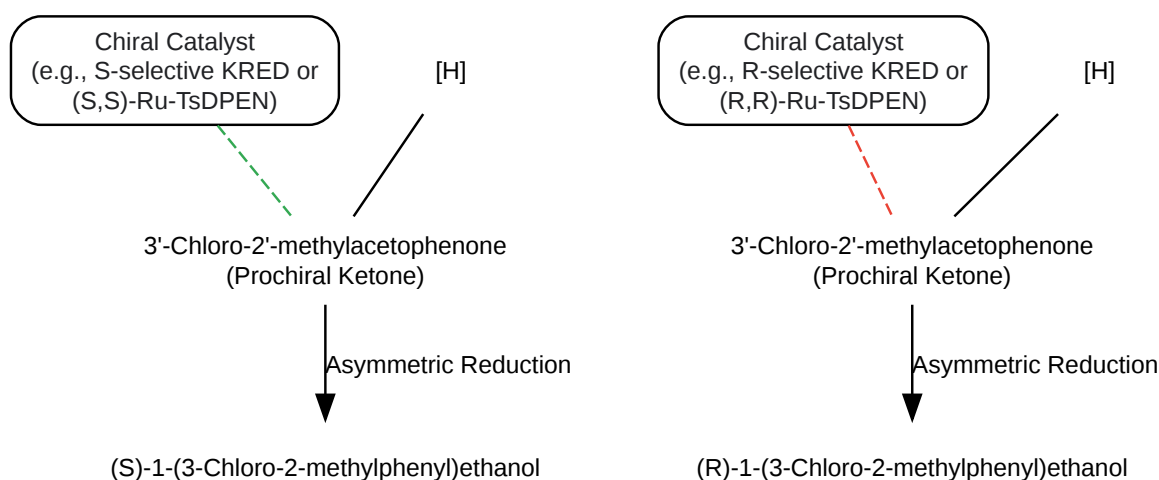 Chiral Catalyst
(e.g., S-selective KRED or
(S,S)-Ru-TsDPEN)
[H]
3'-Chloro-2'-methylacetophenone
(Prochiral Ketone)
Asymmetric Reduction
(S)-1-(3-Chloro-2-methylphenyl)ethanol
Chiral Catalyst
(e.g., R-selective KRED or
(R,R)-Ru-TsDPEN)
[H]
3'-Chloro-2'-methylacetophenone
(Prochiral Ketone)
Asymmetric Reduction
(R)-1-(3-Chloro-2-methylphenyl)ethanol